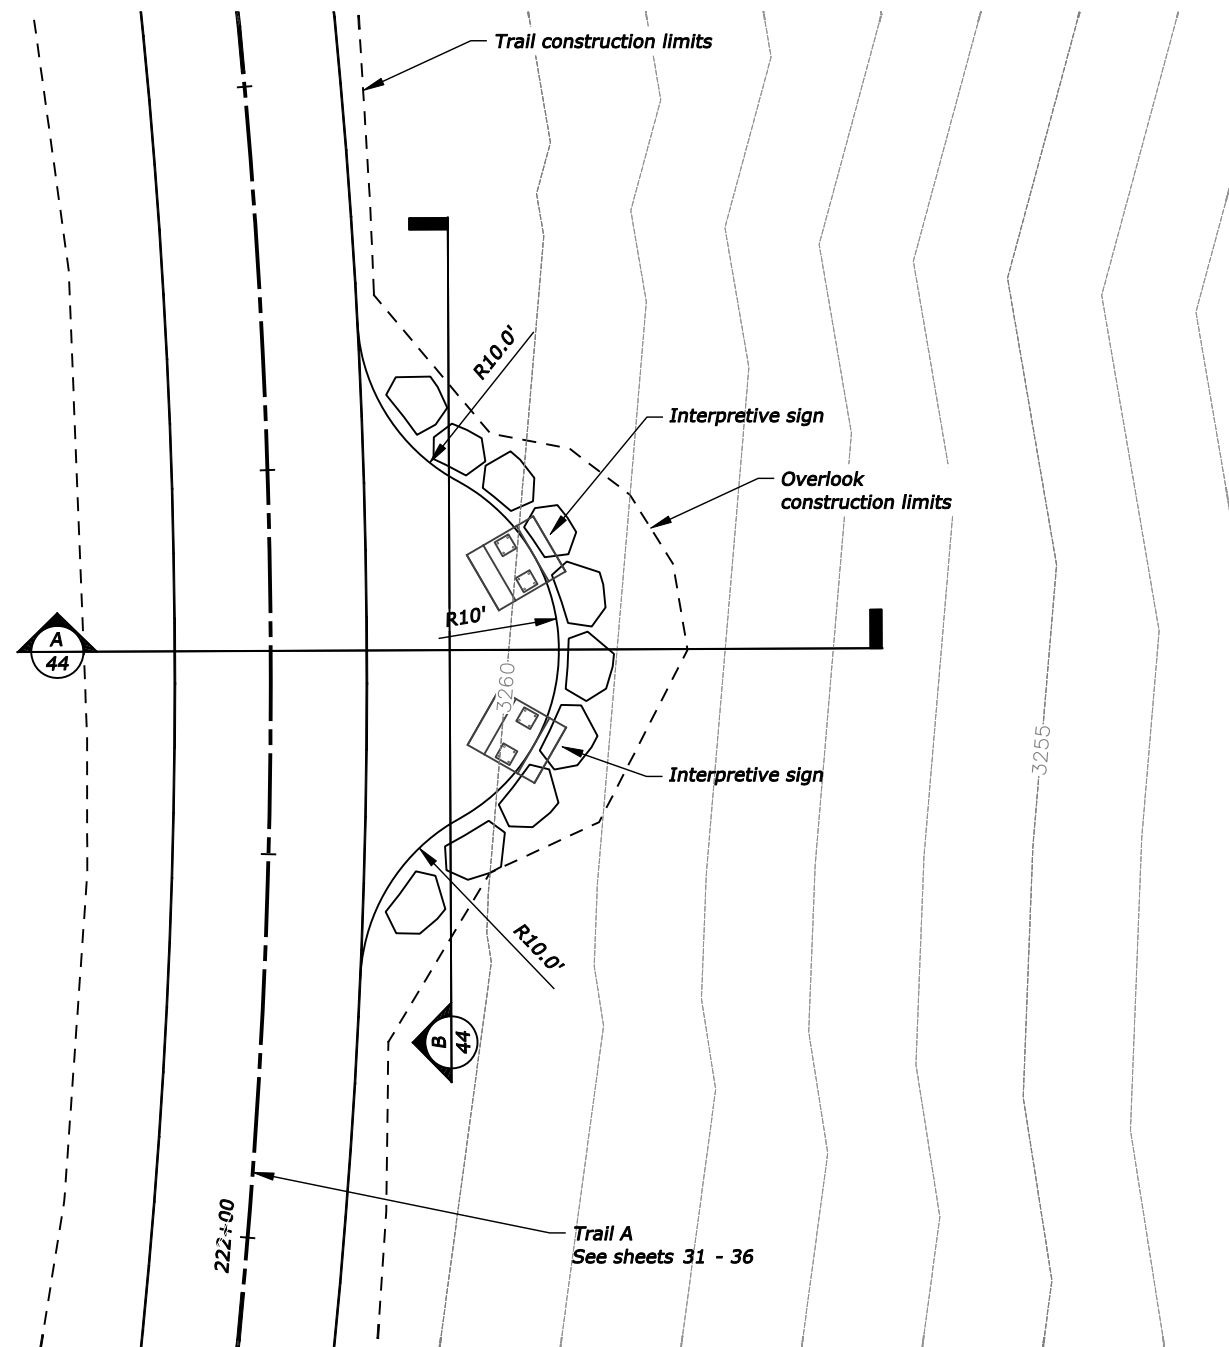 Trail construction limits
R10.0'
Interpretive sign
Overlook
construction limits
R10'
A
44
3260
3255
Interpretive sign
R10.0'
B
44
222+00
Trail A
See sheets 31 - 36